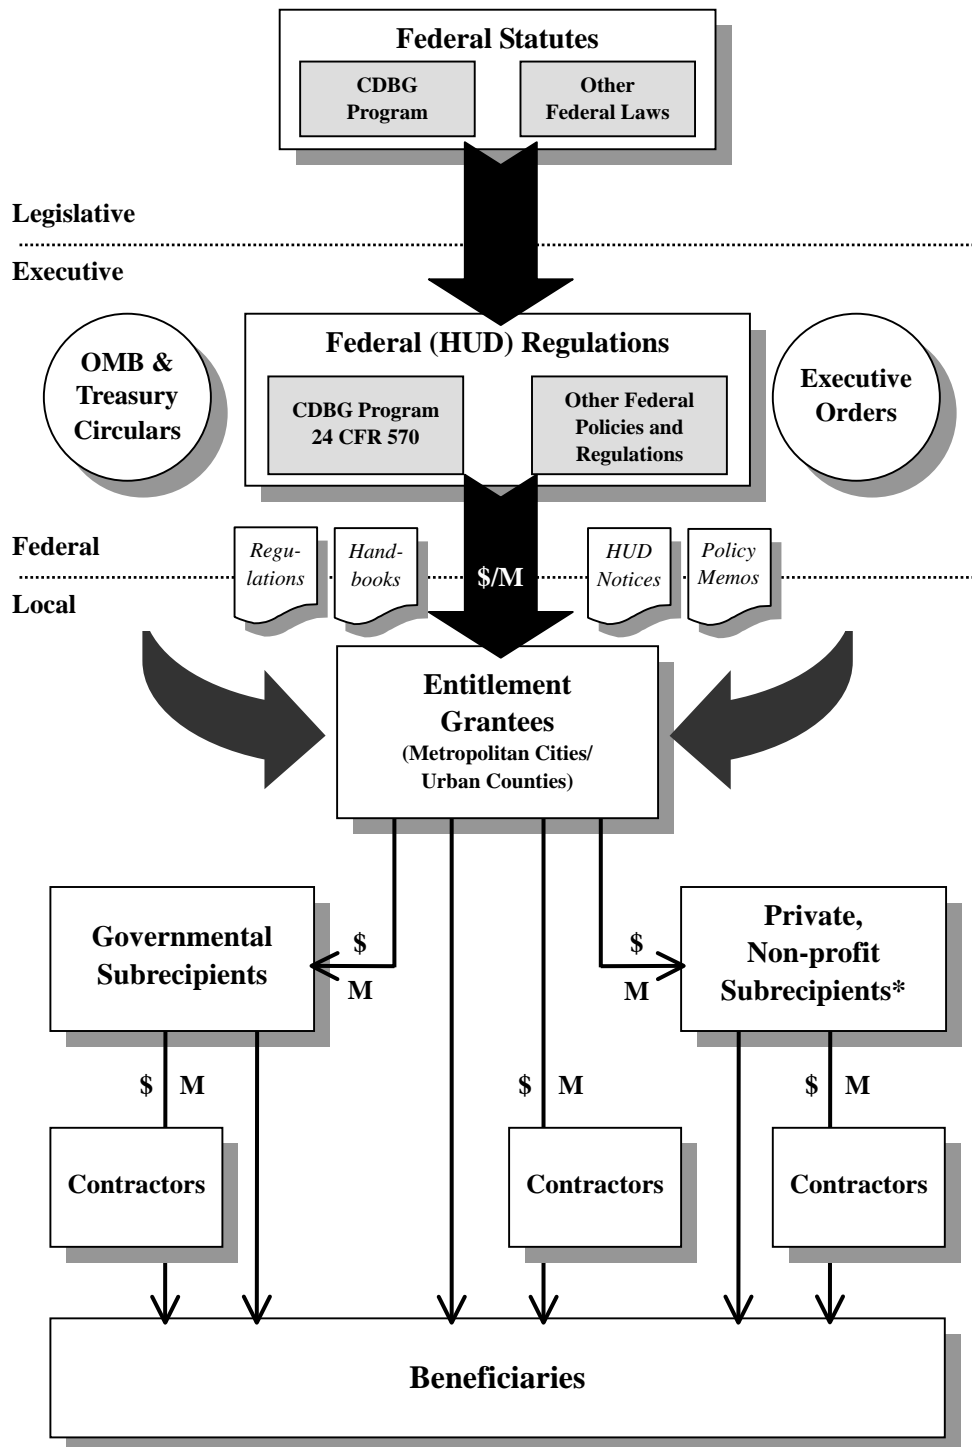 Federal Statutes
CDBG
Program
Other
Federal Laws
Legislative
Executive
OMB &
Treasury
Circulars
Federal (HUD) Regulations
CDBG Program
24 CFR 570
Other Federal
Policies and
Regulations
Executive
Orders
Federal
Local
Regu-
lations
Hand-
books
$/M
HUD
Notices
Policy
Memos
Entitlement
Grantees
(Metropolitan Cities/
Urban Counties)
Governmental
Subrecipients
$
M
$
M
Private,
Non-profit
Subrecipients*
$ M
$ M
$ M
Contractors
Contractors
Contractors
Beneficiaries